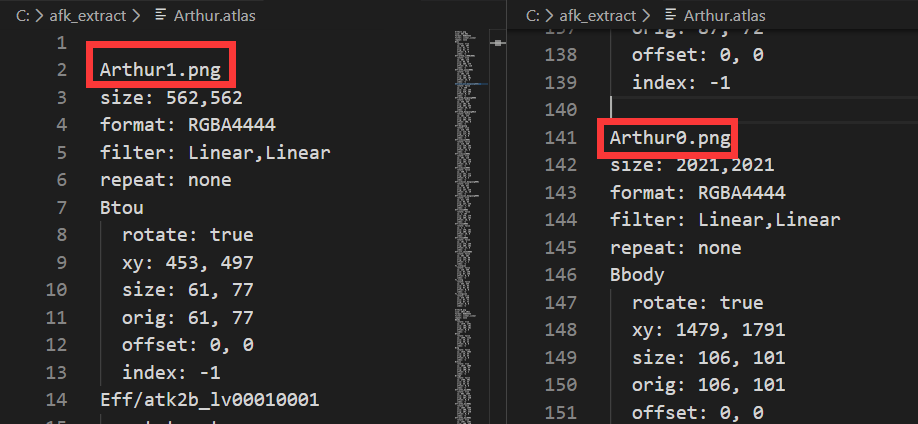 C: > afk_extract > Arthur.atlas
1
2 Arthur1.png
3 size: 562,562
4 format: RGBA4444
5 filter: Linear,Linear
6 repeat: none
7 Btou
8 rotate: true
9 xy: 453, 497
10 size: 61, 77
11 orig: 61, 77
12 offset: 0, 0
13 index: -1
14 Eff/atk2b_lv00010001
C: > afk_extract > Arthur.atlas
137 orig: 87, 72
138 offset: 0, 0
139 index: -1
140
141 Arthur0.png
142 size: 2021,2021
143 format: RGBA4444
144 filter: Linear,Linear
145 repeat: none
146 Bbody
147 rotate: true
148 xy: 1479, 1791
149 size: 106, 101
150 orig: 106, 101
151 offset: 0, 0